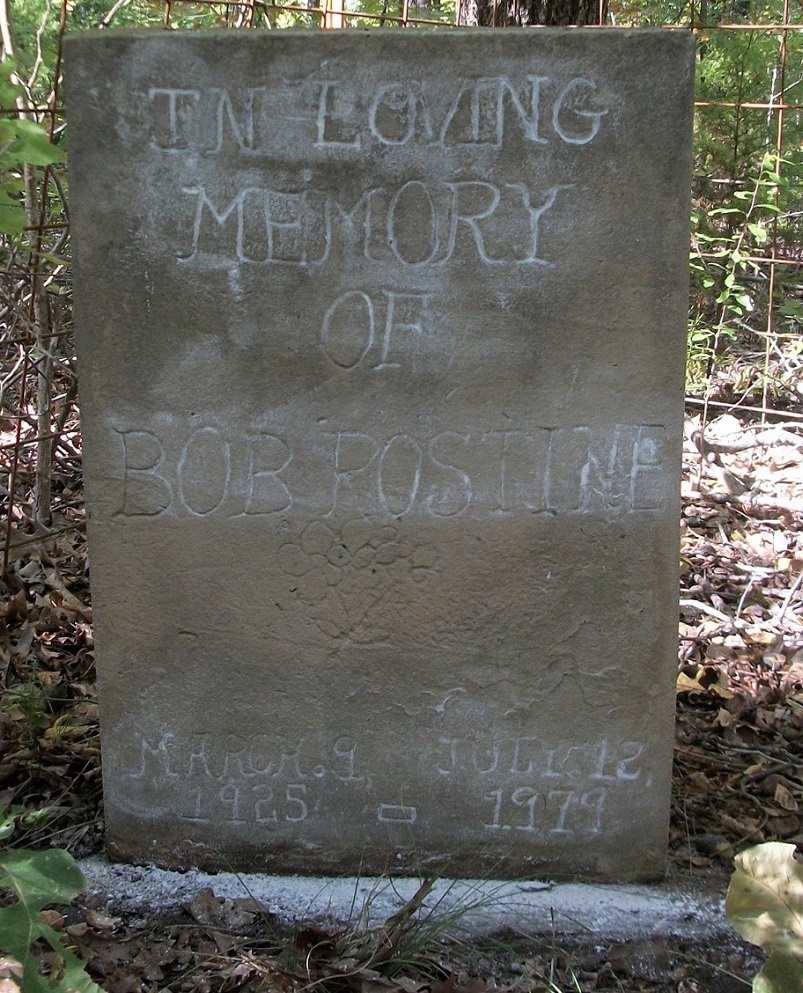 IN LOVING
MEMORY
OF
BOB POSTINE
MARCH. 9, JULY. 12,
1925 - 1979